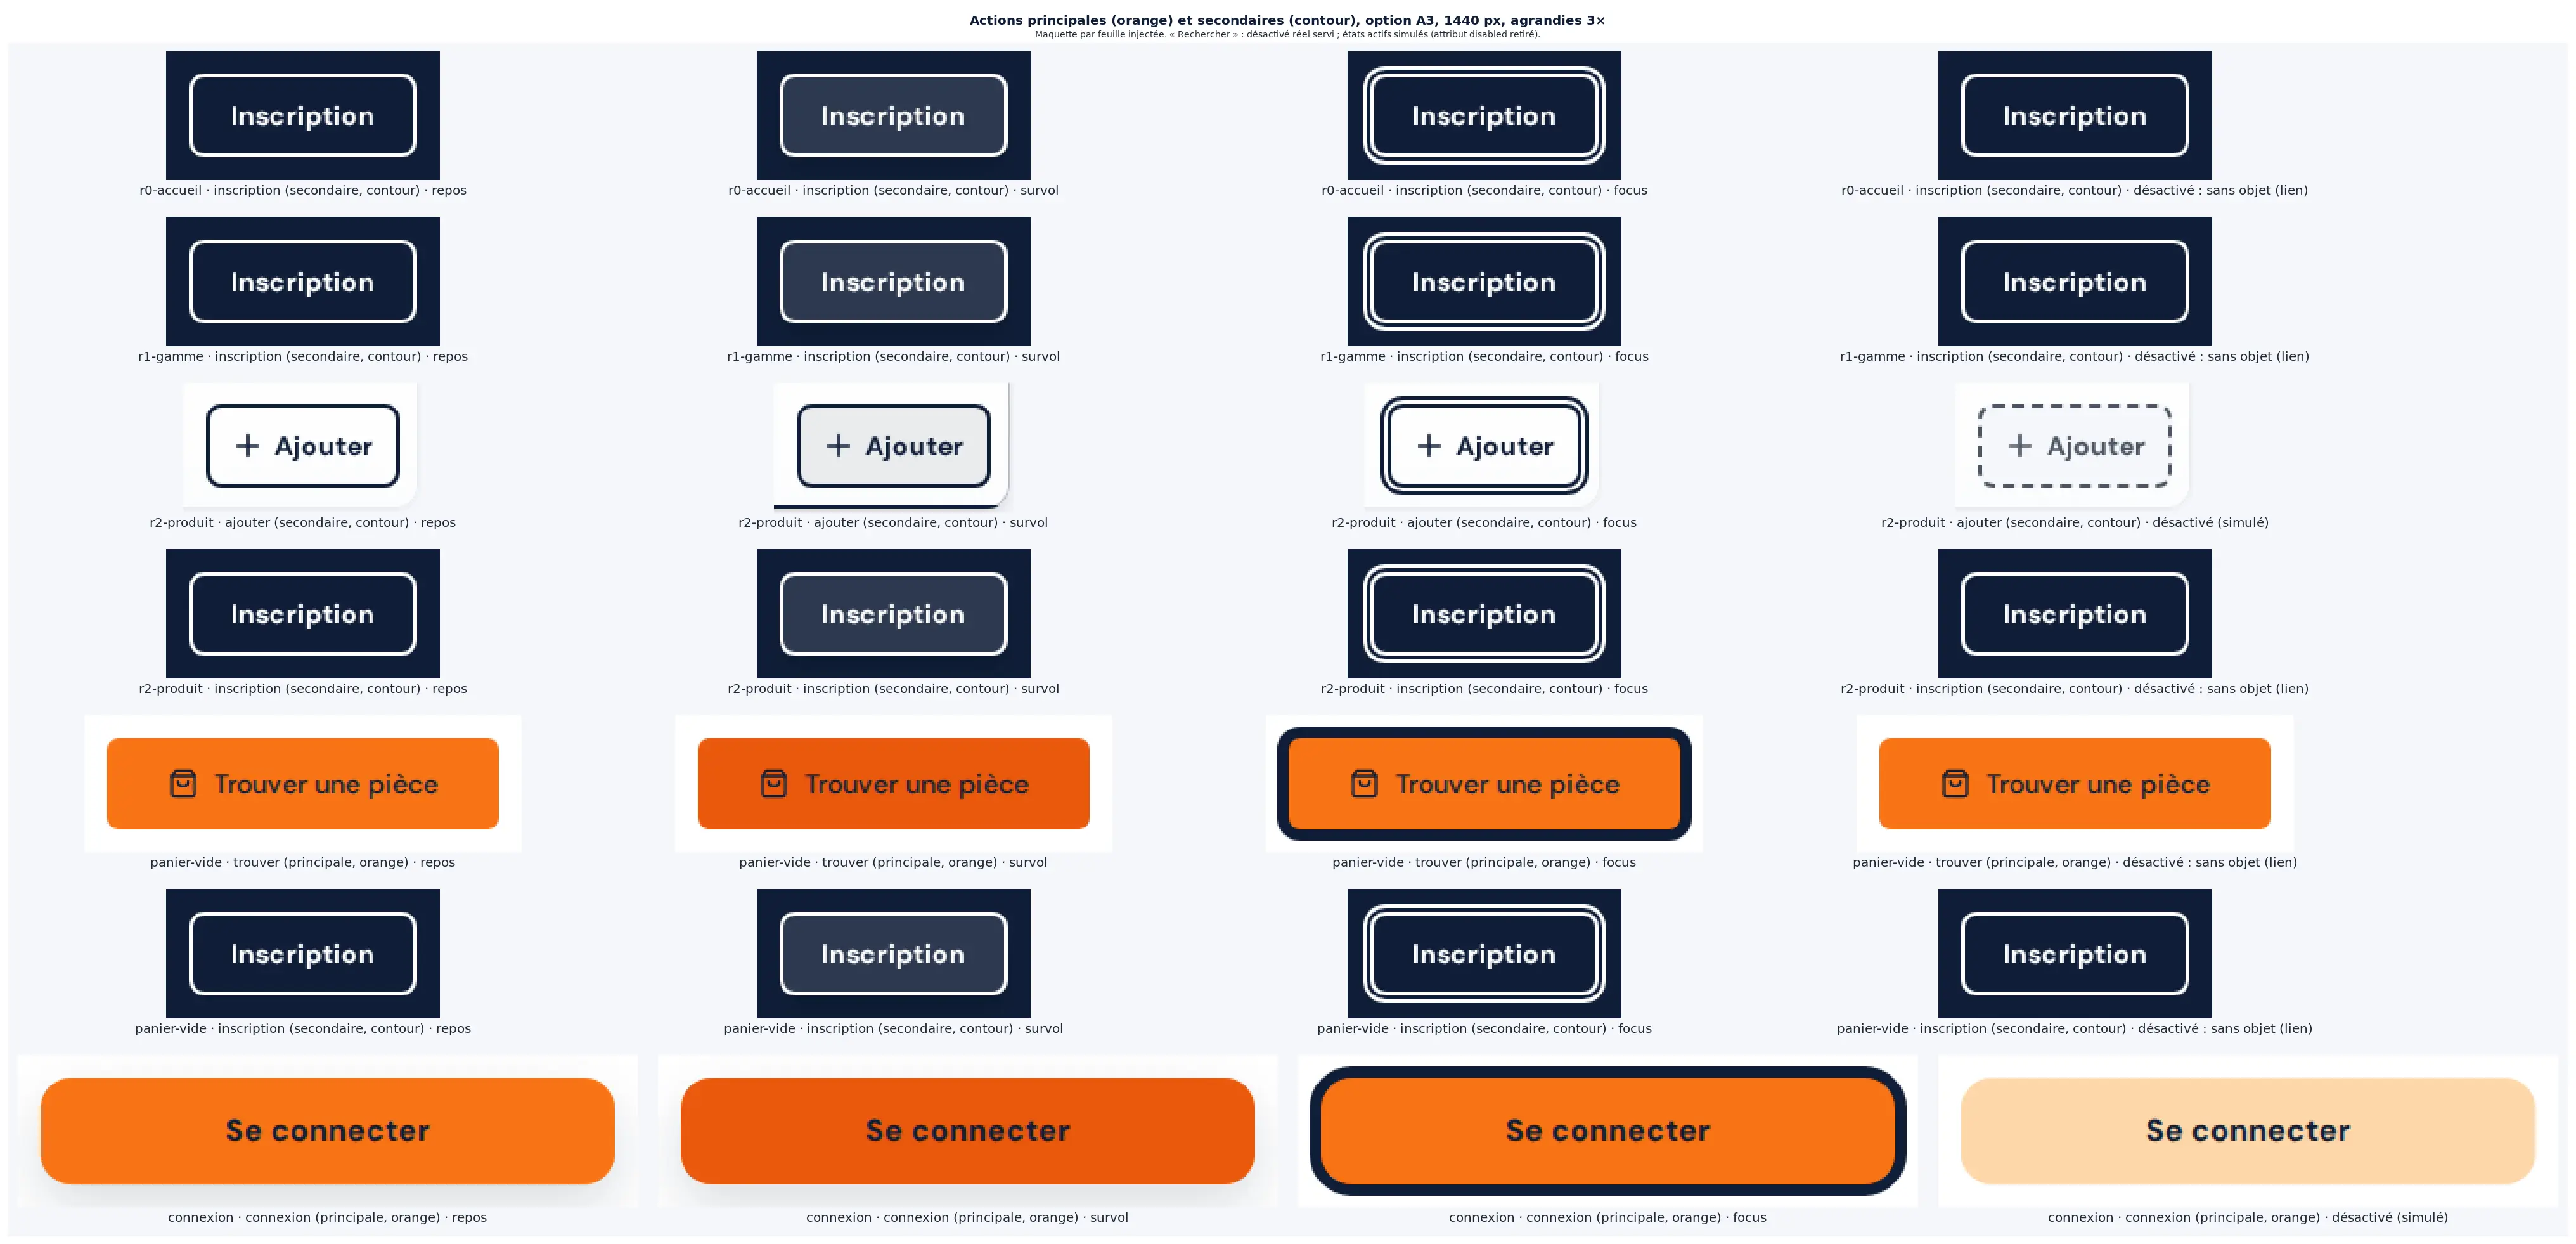 Actions principales (orange) et secondaires (contour), option A3, 1440 px, agrandies 3×
Maquette par feuille injectée. « Rechercher » : désactivé réel servi ; états actifs simulés (attribut disabled retiré).
Inscription Inscription Inscription Inscription
r0-accueil · inscription (secondaire, contour) · repos r0-accueil · inscription (secondaire, contour) · survol r0-accueil · inscription (secondaire, contour) · focus r0-accueil · inscription (secondaire, contour) · désactivé : sans objet (lien)
Inscription Inscription Inscription Inscription
r1-gamme · inscription (secondaire, contour) · repos r1-gamme · inscription (secondaire, contour) · survol r1-gamme · inscription (secondaire, contour) · focus r1-gamme · inscription (secondaire, contour) · désactivé : sans objet (lien)
+ Ajouter + Ajouter + Ajouter + Ajouter
r2-produit · ajouter (secondaire, contour) · repos r2-produit · ajouter (secondaire, contour) · survol r2-produit · ajouter (secondaire, contour) · focus r2-produit · ajouter (secondaire, contour) · désactivé (simulé)
Inscription Inscription Inscription Inscription
r2-produit · inscription (secondaire, contour) · repos r2-produit · inscription (secondaire, contour) · survol r2-produit · inscription (secondaire, contour) · focus r2-produit · inscription (secondaire, contour) · désactivé : sans objet (lien)
Trouver une pièce Trouver une pièce Trouver une pièce Trouver une pièce
panier-vide · trouver (principale, orange) · repos panier-vide · trouver (principale, orange) · survol panier-vide · trouver (principale, orange) · focus panier-vide · trouver (principale, orange) · désactivé : sans objet (lien)
Inscription Inscription Inscription Inscription
panier-vide · inscription (secondaire, contour) · repos panier-vide · inscription (secondaire, contour) · survol panier-vide · inscription (secondaire, contour) · focus panier-vide · inscription (secondaire, contour) · désactivé : sans objet (lien)
Se connecter Se connecter Se connecter Se connecter
connexion · connexion (principale, orange) · repos connexion · connexion (principale, orange) · survol connexion · connexion (principale, orange) · focus connexion · connexion (principale, orange) · désactivé (simulé)